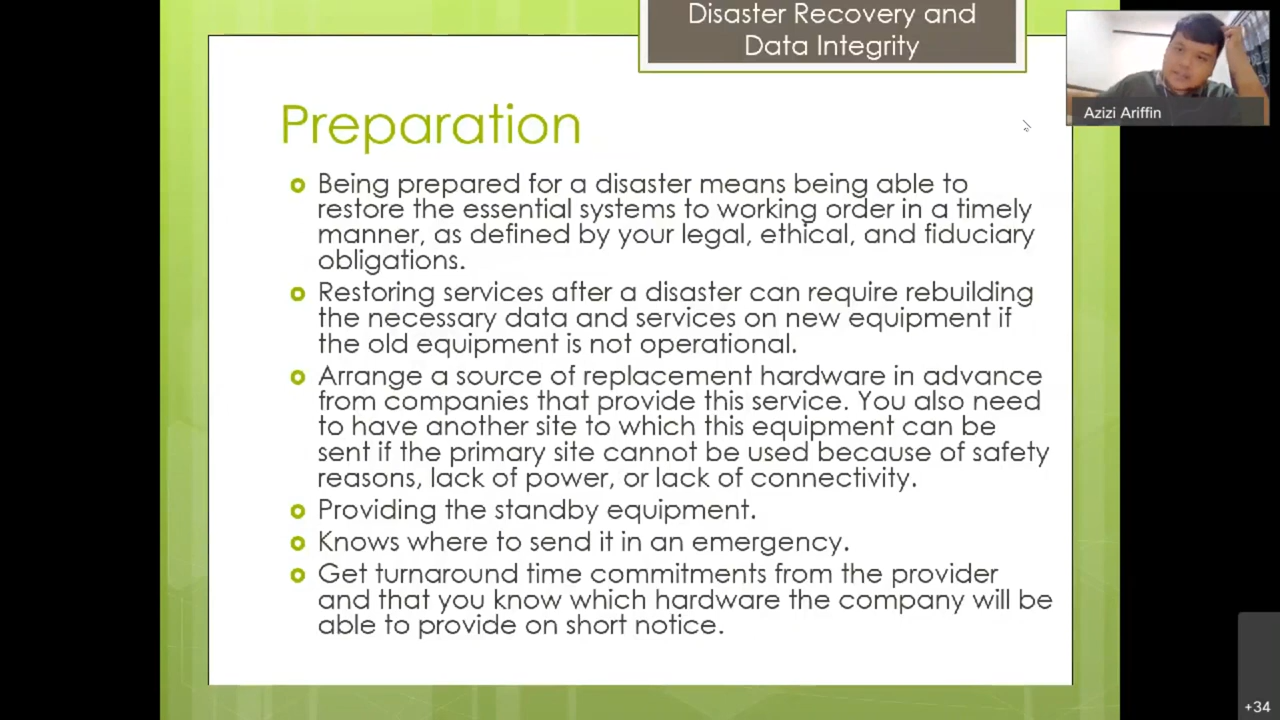 Disaster Recovery and
Data Integrity
Azizi Ariffin
Preparation
Being prepared for a disaster means being able to
restore the essential systems to working order in a timely
manner, as defined by your legal, ethical, and fiduciary
obligations.
Restoring services after a disaster can require rebuilding
the necessary data and services on new equipment if
the old equipment is not operational.
Arrange a source of replacement hardware in advance
from companies that provide this service. You also need
to have another site to which this equipment can be
sent if the primary site cannot be used because of safety
reasons, lack of power, or lack of connectivity.
Providing the standby equipment.
Knows where to send it in an emergency.
Get turnaround time commitments from the provider
and that you know which hardware the company will be
able to provide on short notice.
+34